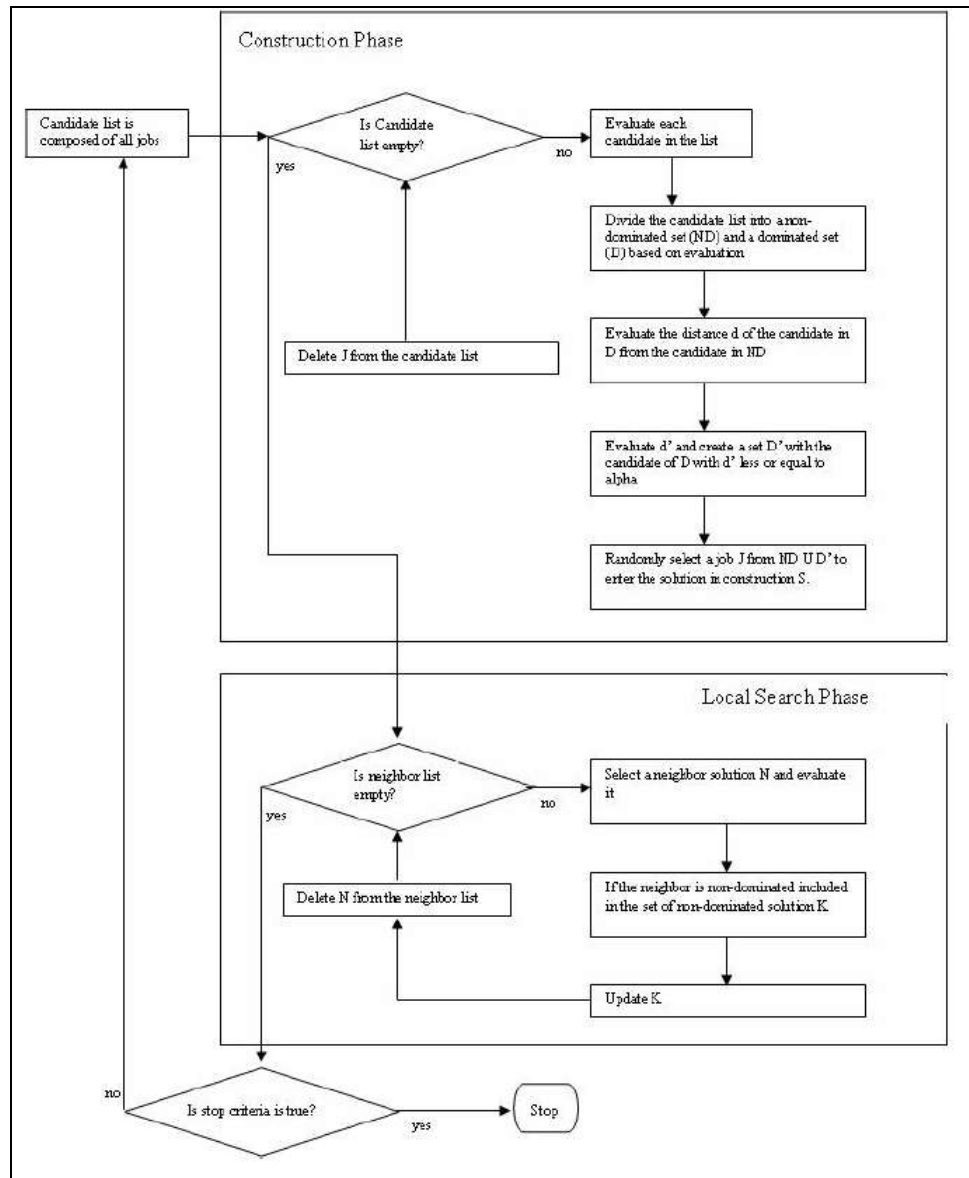 Construction Phase
Candidate list is
composed of all jobs
Is Candidate
list empty?
yes
no
Evaluate each
candidate in the list
Divide the candidate list into a non-
dominated set (ND) and a dominated set
(D) based on evaluation
Delete J from the candidate list
Evaluate the distance d of the candidate in
D from the candidate in ND
Evaluate d' and create a set D' with the
candidate of D with d' less or equal to
alpha
Randomly select a job J from ND U D' to
enter the solution in construction S.
Local Search Phase
Is neighbor list
empty?
yes
no
Select a neighbor solution N and evaluate
it
Delete N from the neighbor list
If the neighbor is non-dominated included
in the set of non-dominated solution K
Update K
no
Is stop criteria is true?
yes
Stop